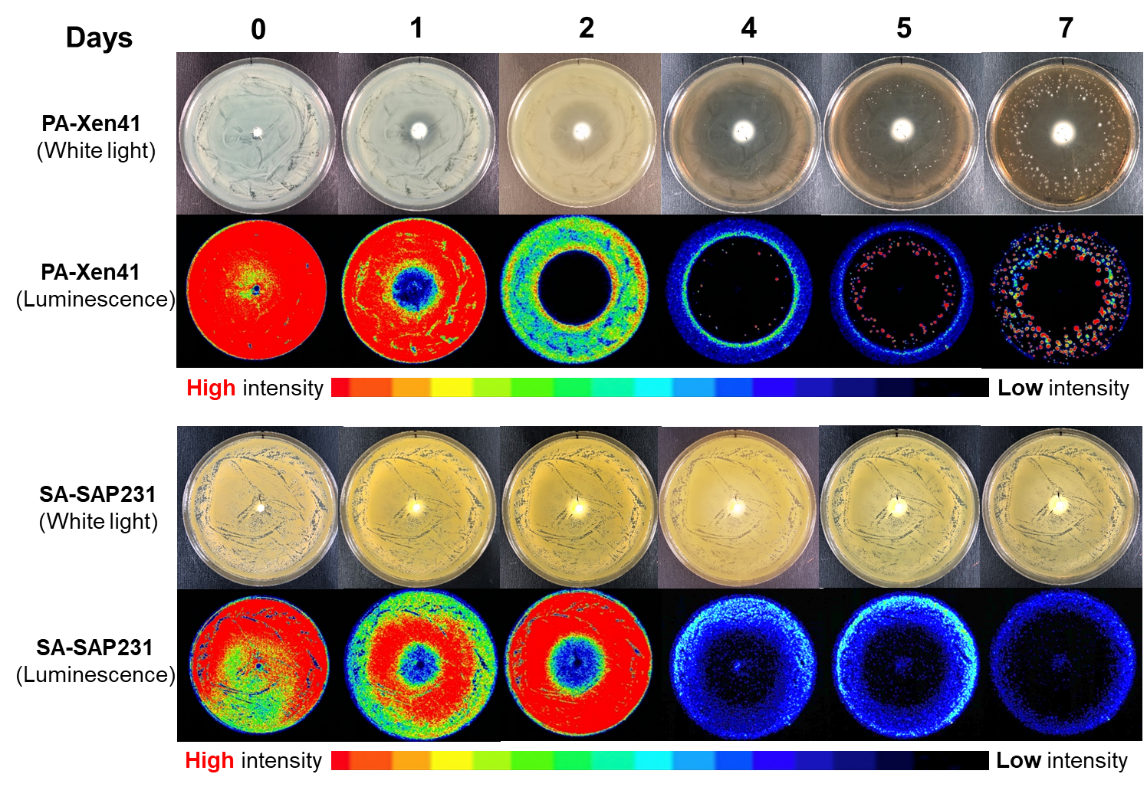 Days 0 1 2 4 5 7
PA-Xen41
(White light)
PA-Xen41
(Luminescence)
High intensity Low intensity
SA-SAP231
(White light)
SA-SAP231
(Luminescence)
High intensity Low intensity